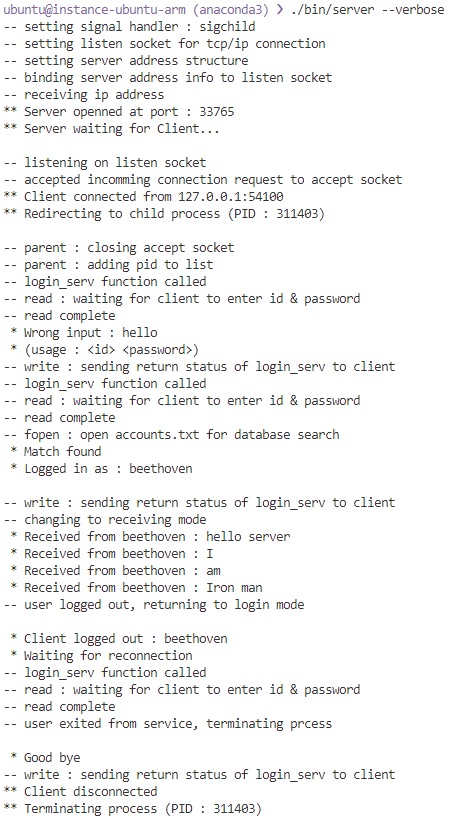 ubuntu@instance-ubuntu-arm (anaconda3) ❯ ./bin/server --verbose
-- setting signal handler : sigchild
-- setting listen socket for tcp/ip connection
-- setting server address structure
-- binding server address info to listen socket
-- receiving ip address
** Server openned at port : 33765
** Server waiting for Client...

-- listening on listen socket
-- accepted incomming connection request to accept socket
** Client connected from 127.0.0.1:54100
** Redirecting to child process (PID : 311403)

-- parent : closing accept socket
-- parent : adding pid to list
-- login_serv function called
-- read : waiting for client to enter id & password
-- read complete
 * Wrong input : hello
 * (usage : <id> <password>)
-- write : sending return status of login_serv to client
-- login_serv function called
-- read : waiting for client to enter id & password
-- read complete
-- fopen : open accounts.txt for database search
 * Match found
 * Logged in as : beethoven

-- write : sending return status of login_serv to client
-- changing to receiving mode
 * Received from beethoven : hello server
 * Received from beethoven : I
 * Received from beethoven : am
 * Received from beethoven : Iron man
-- user logged out, returning to login mode

 * Client logged out : beethoven
 * Waiting for reconnection
-- login_serv function called
-- read : waiting for client to enter id & password
-- read complete
-- user exited from service, terminating prcess

 * Good bye
-- write : sending return status of login_serv to client
** Client disconnected
** Terminating process (PID : 311403)